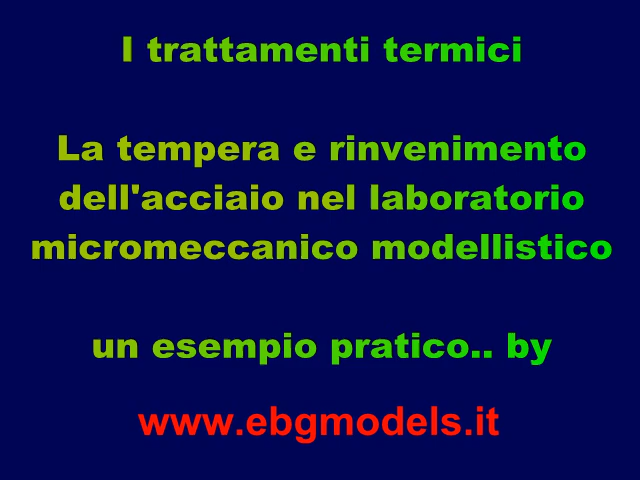 I trattamenti termici
La tempera e rinvenimento
dell'acciaio nel laboratorio
micromeccanico modellistico
un esempio pratico.. by
www.ebgmodels.it